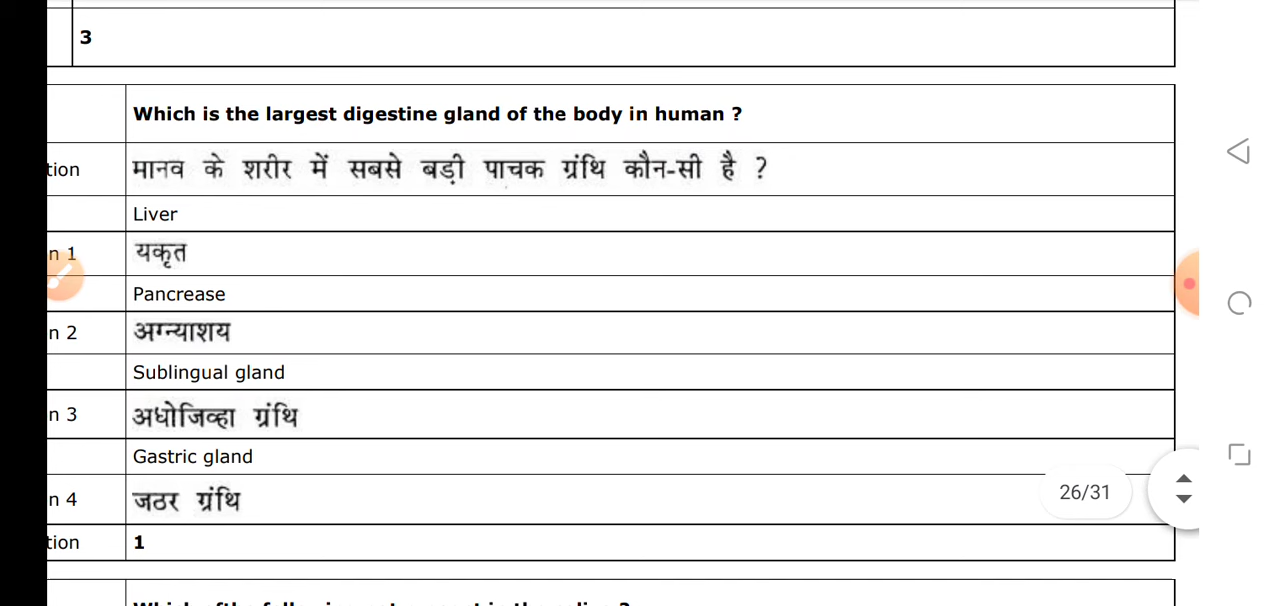 3
Which is the largest digestine gland of the body in human ?
tion
मानव के शरीर में सबसे बड़ी पाचक ग्रंथि कौन-सी है ?
Liver
n 1
यकृत
Pancrease
n 2
अग्न्याशय
Sublingual gland
n 3
अधोजिव्हा ग्रंथि
Gastric gland
n 4
जठर ग्रंथि
26/31
tion
1